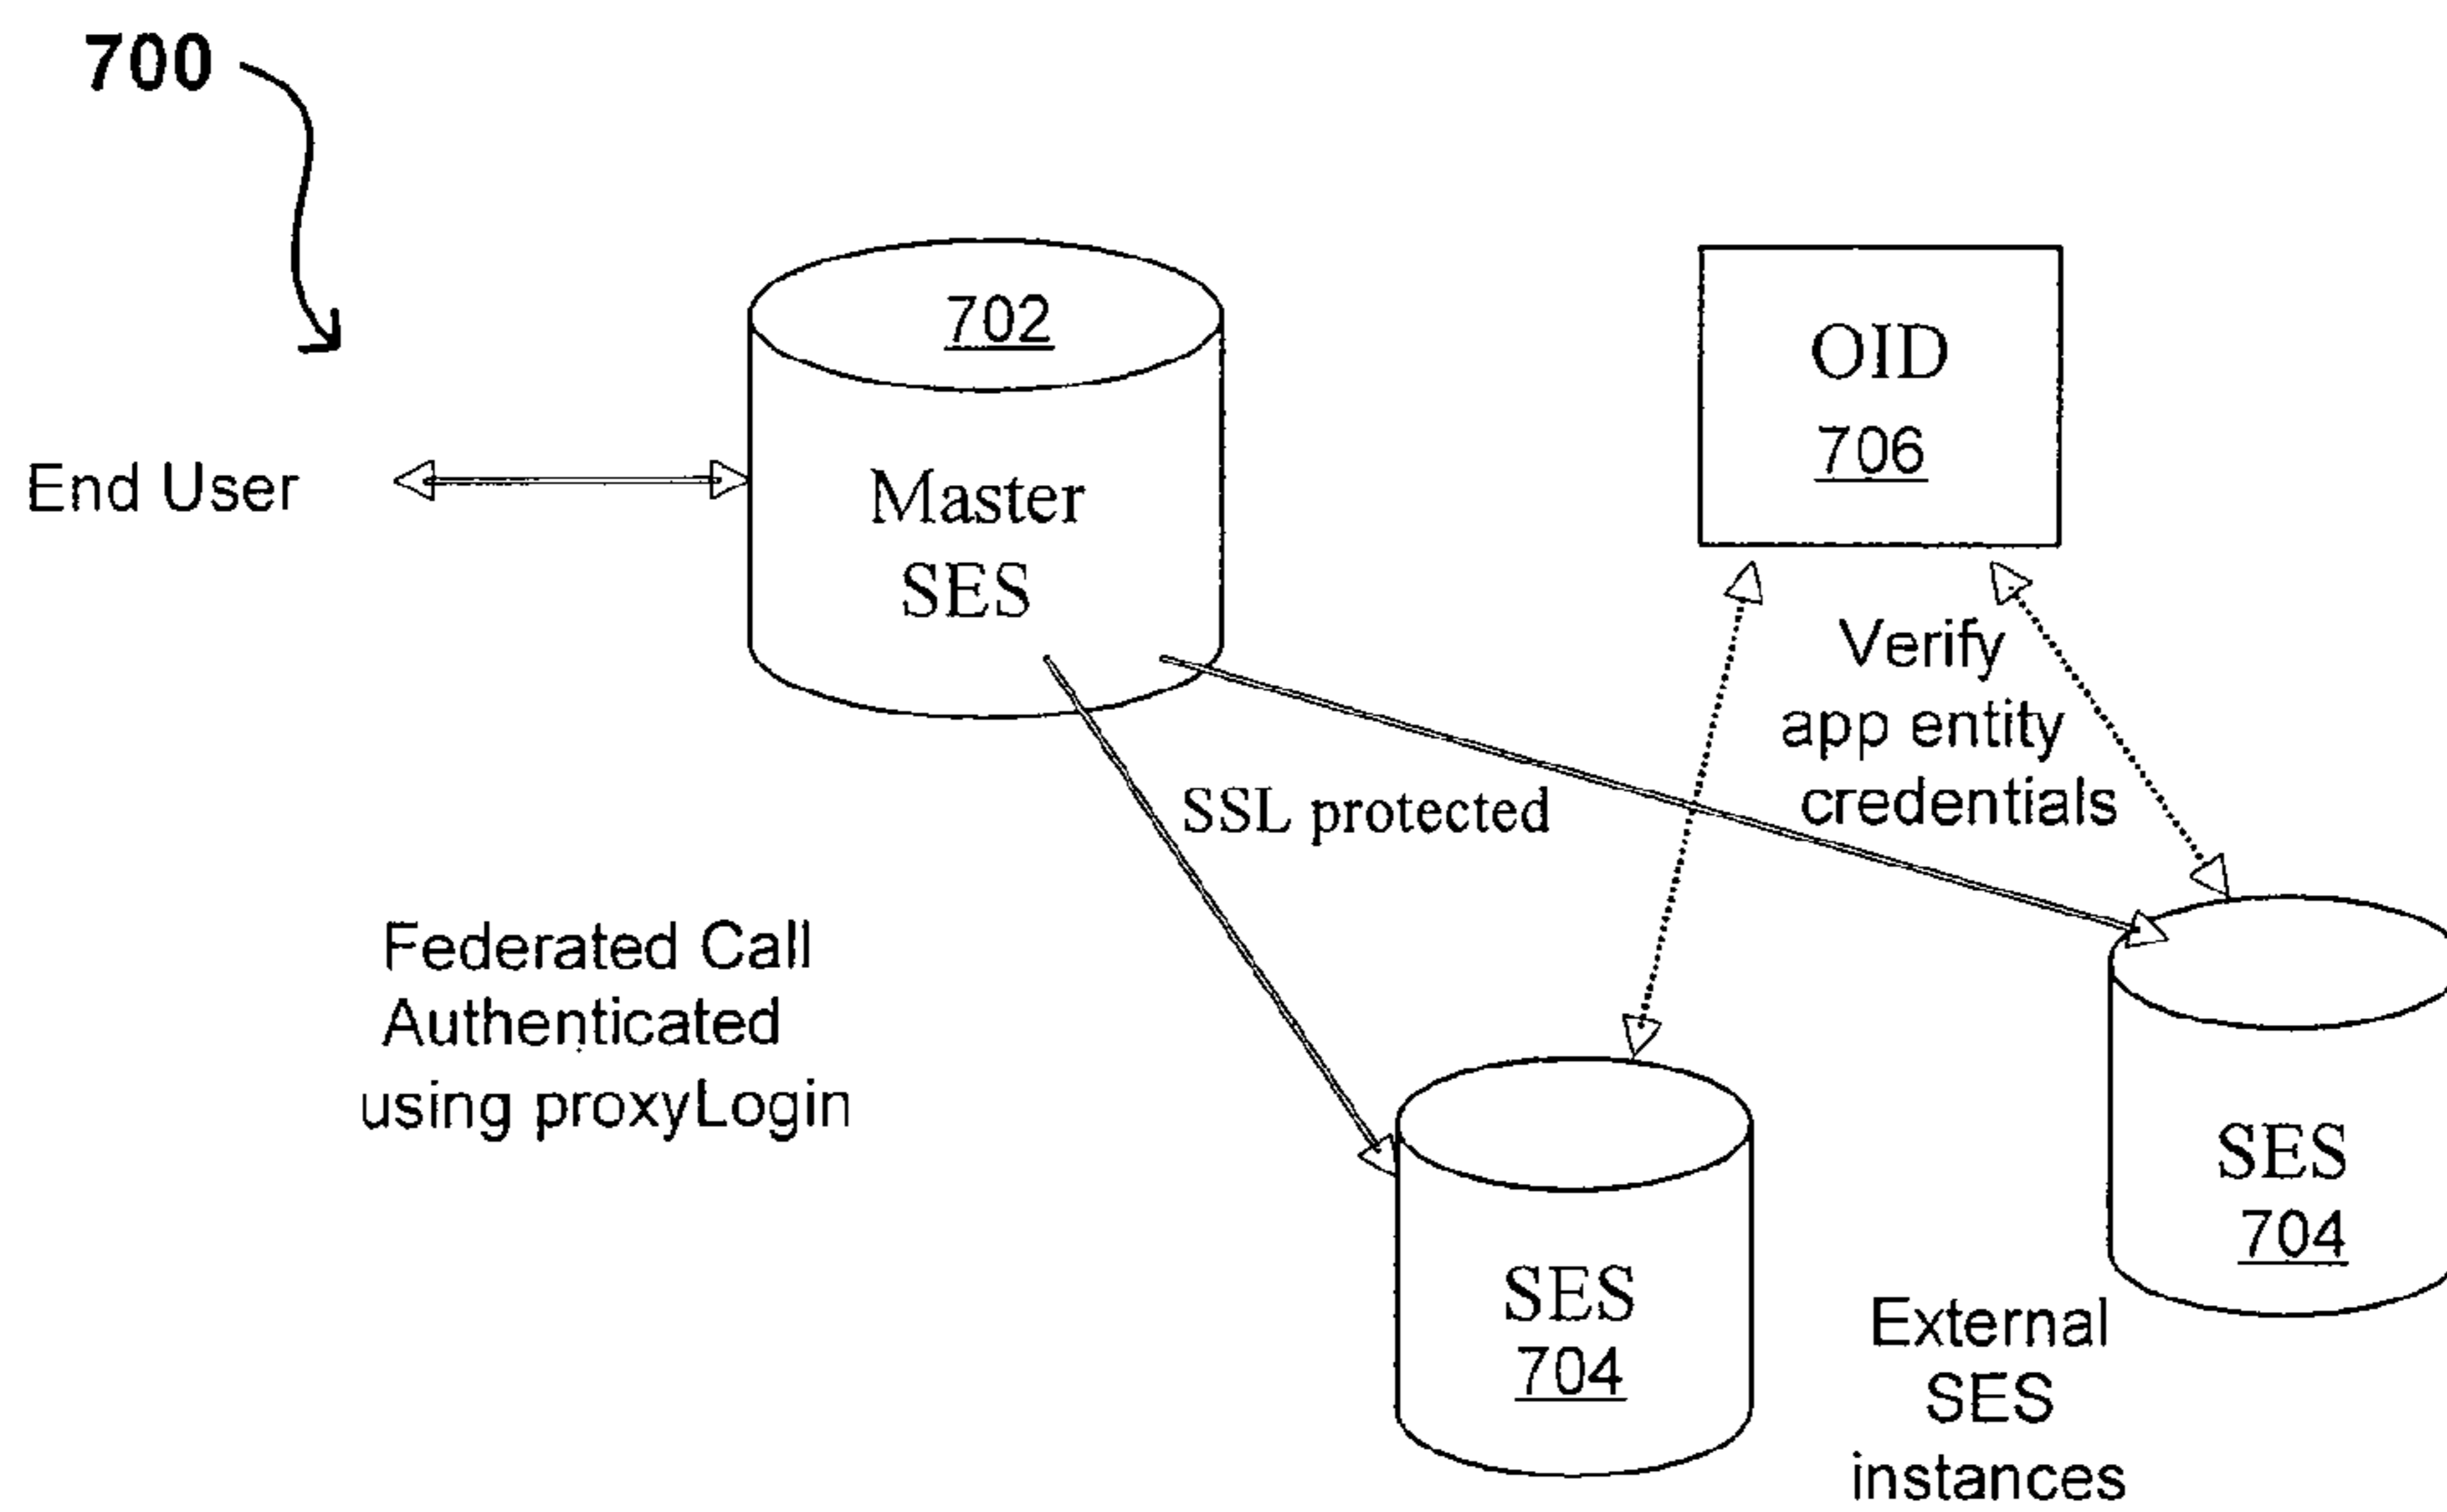 700
702
Master
SES
End User
OID
706
Verify
app entity
credentials
SSL protected
Federated Call
Authenticated
using proxyLogin
SES
704
SES
704
External
SES
instances